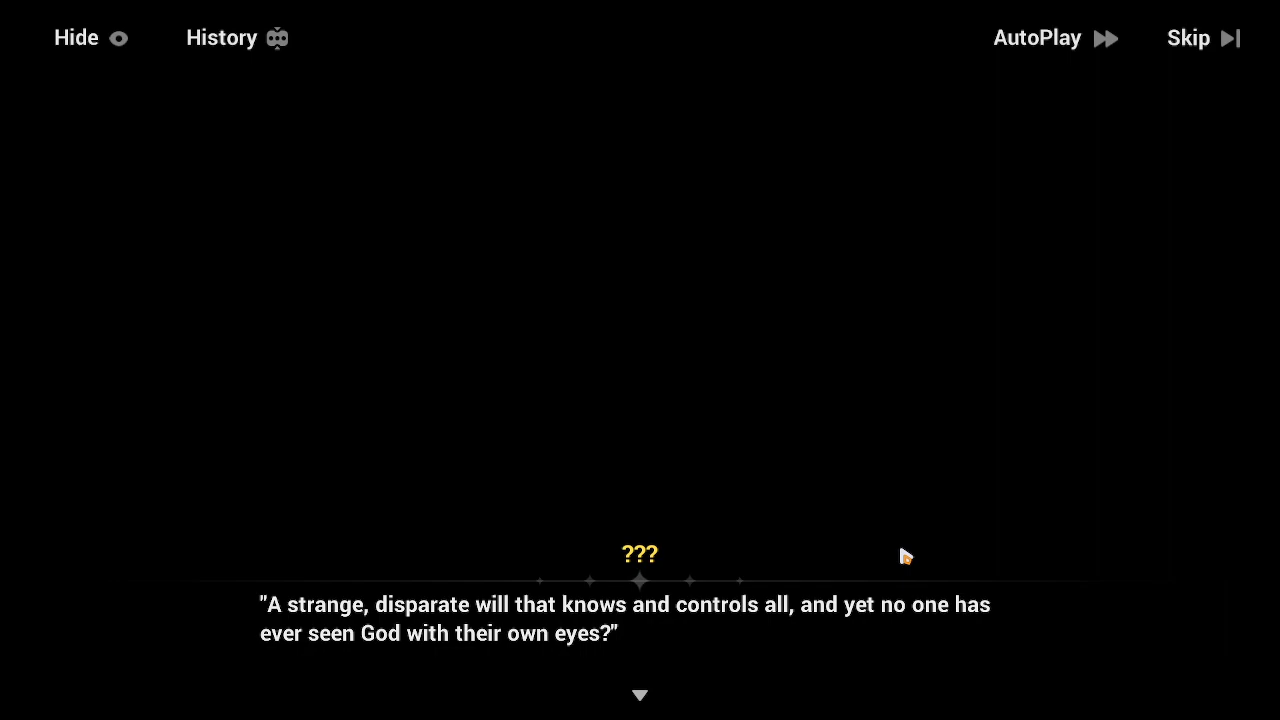 Hide
History
AutoPlay
Skip
???
"A strange, disparate will that knows and controls all, and yet no one has
ever seen God with their own eyes?"